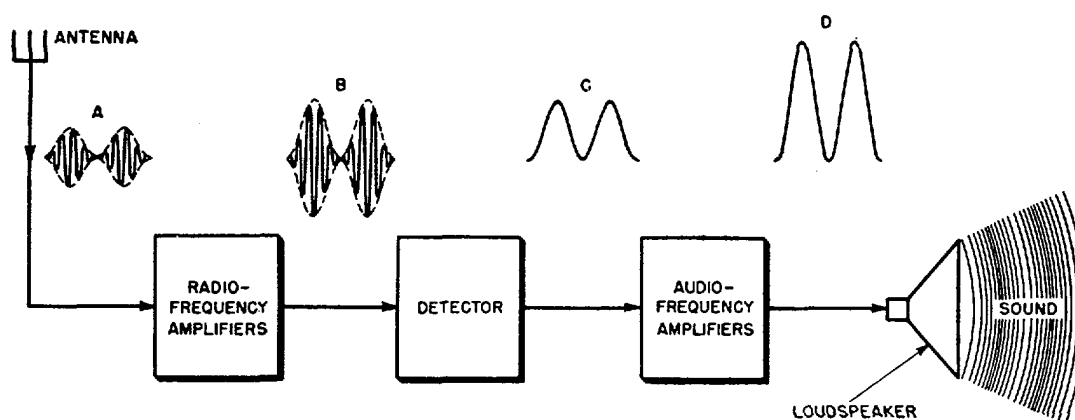 ANTENNA
A
B
C
D
RADIO-
FREQUENCY
AMPLIFIERS
DETECTOR
AUDIO-
FREQUENCY
AMPLIFIERS
SOUND
LOUDSPEAKER